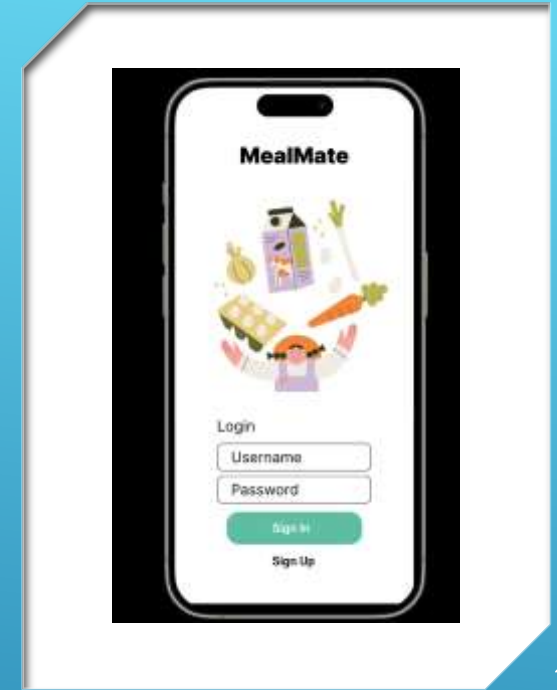 MealMate
Login
Username
Password
Sign In
Sign Up